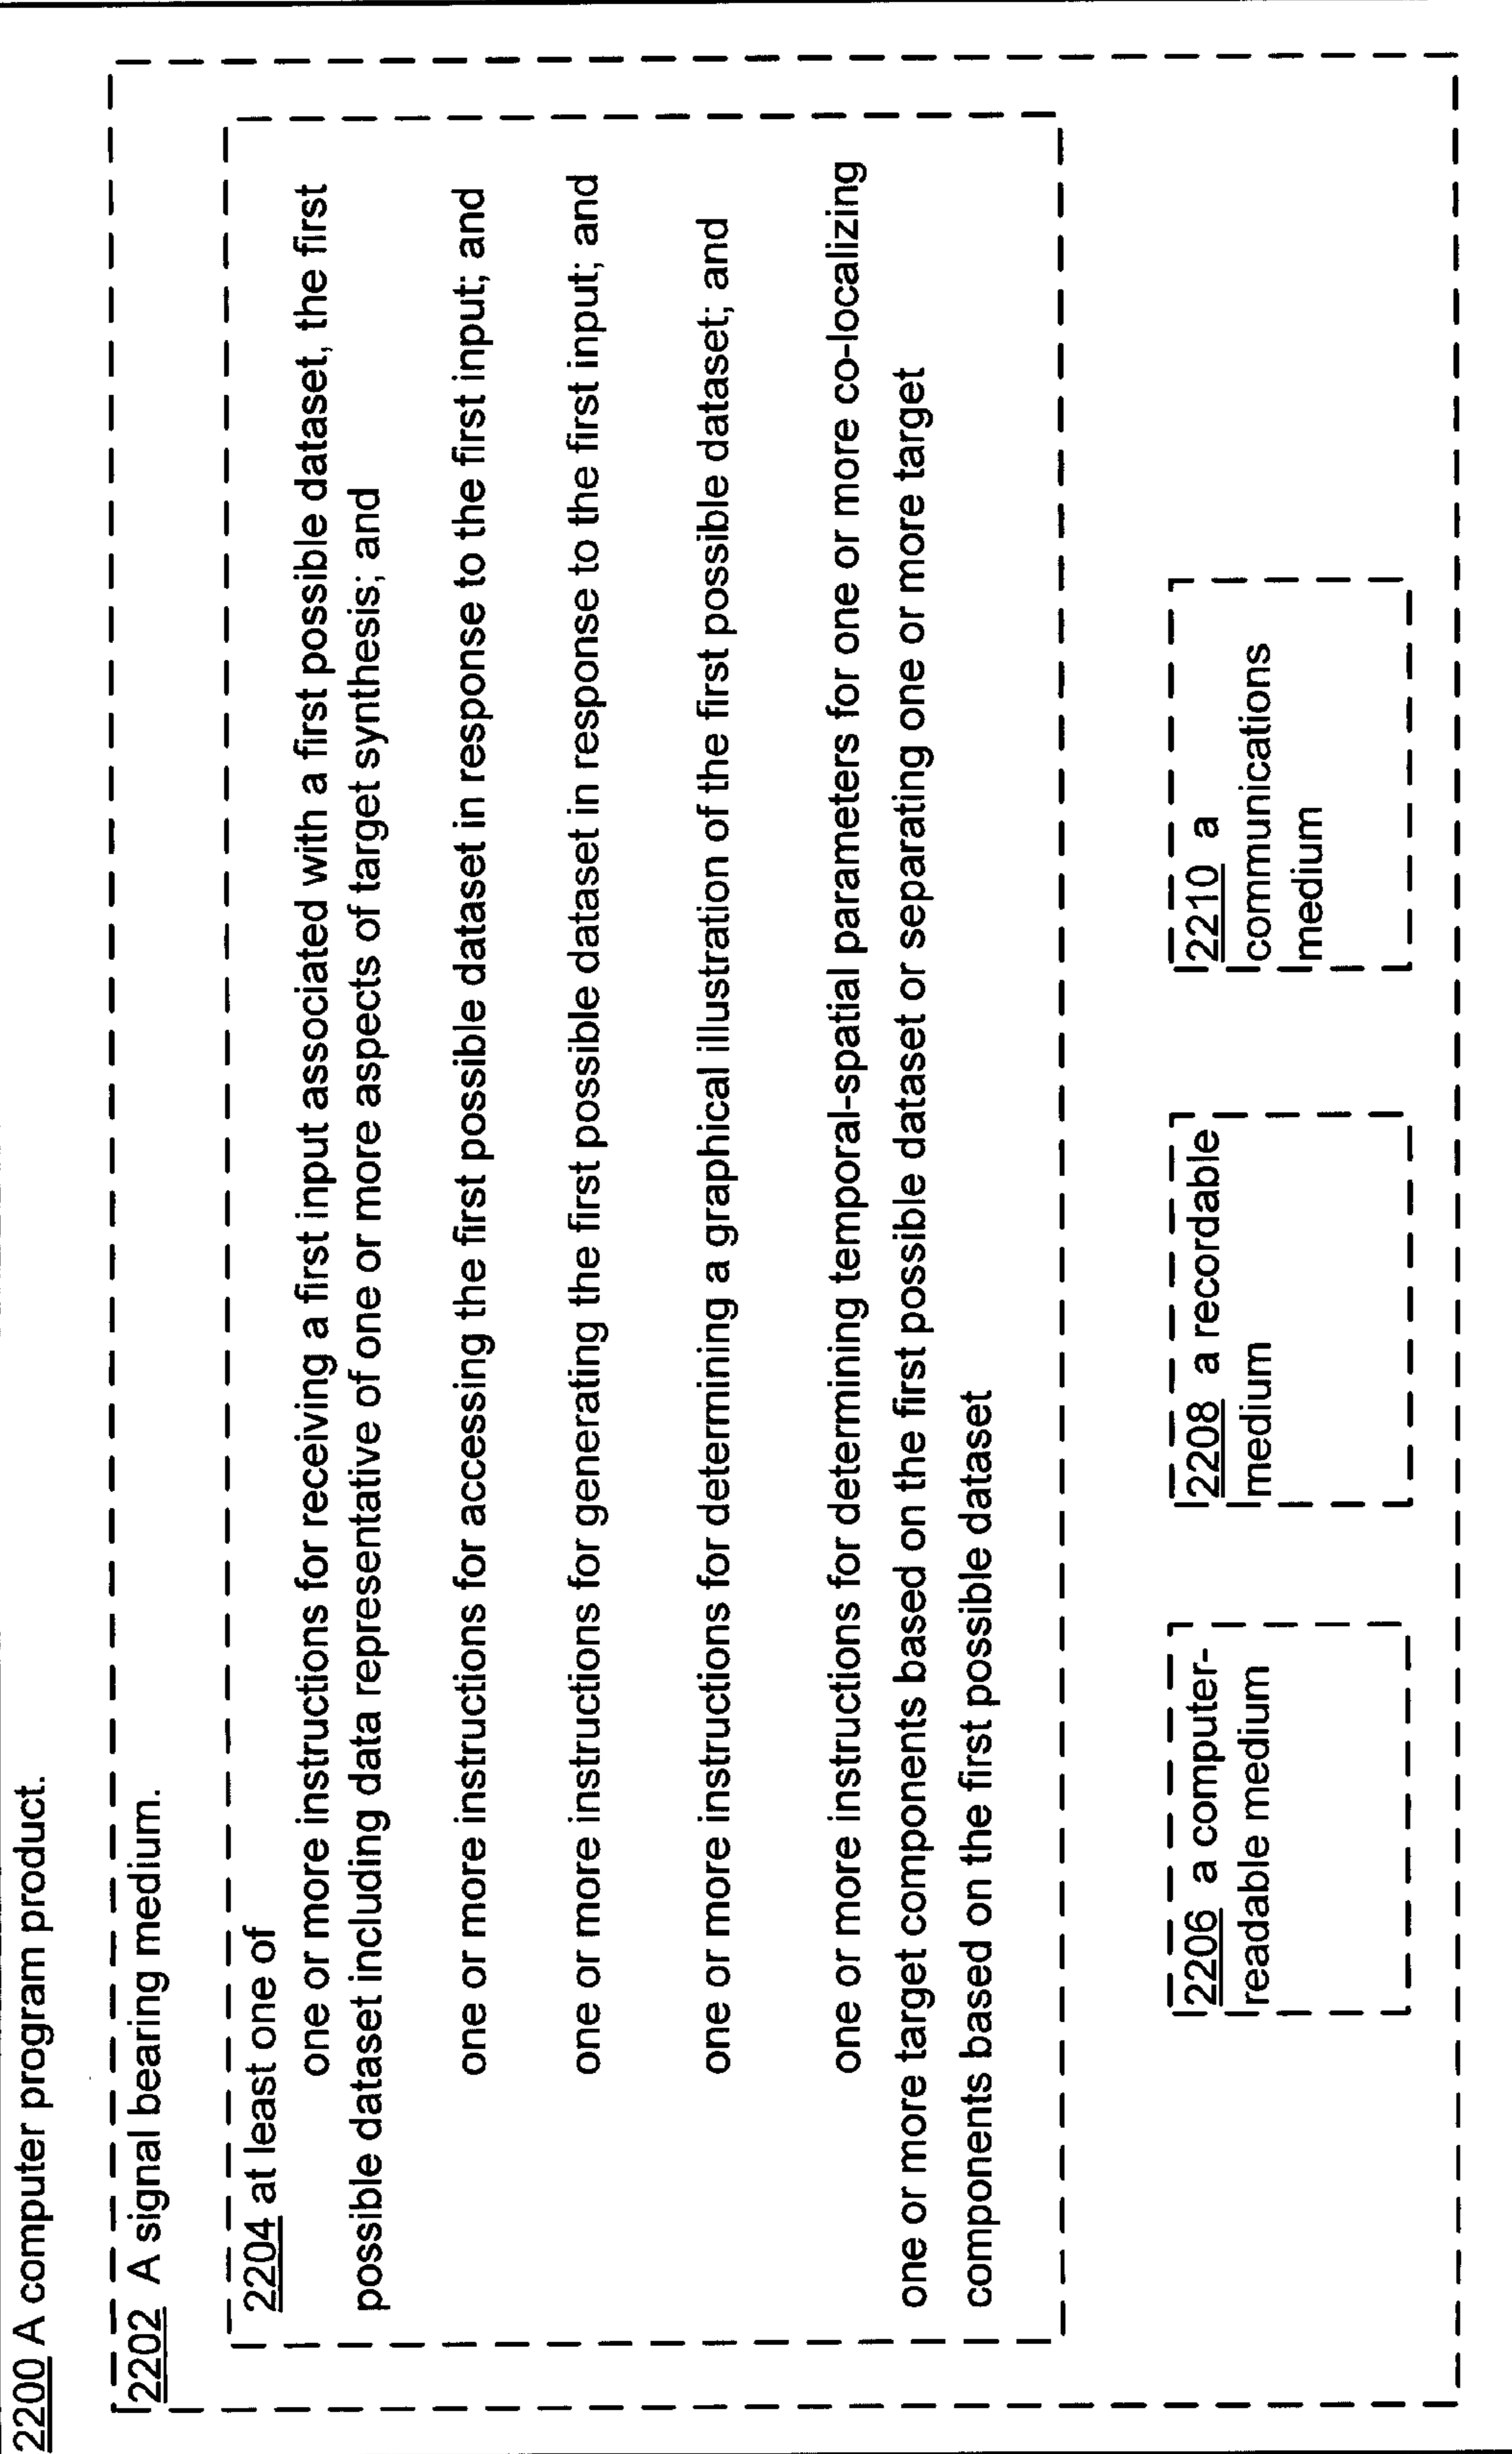 2200 A computer program product.
2202 A signal bearing medium.
2204 at least one of
one or more instructions for receiving a first input associated with a first possible dataset, the first
possible dataset including data representative of one or more aspects of target synthesis; and
one or more instructions for accessing the first possible dataset in response to the first input; and
one or more instructions for generating the first possible dataset in response to the first input; and
one or more instructions for determining a graphical illustration of the first possible dataset; and
one or more instructions for determining temporal-spatial parameters for one or more co-localizing
one or more target components based on the first possible dataset or separating one or more target
components based on the first possible dataset
2206 a computer-
readable medium
2208 a recordable
medium
2210 a
communications
medium